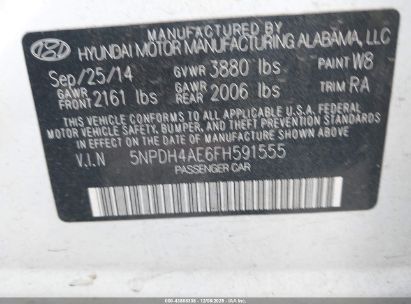 HYUNDAI MOTOR MANUFACTURING ALABAMA, LLC
Sep/25/14 GVWR 3880 lbs PAINT W8
GAWR FRONT 2161 lbs GAWR REAR 2006 lbs TRIM RA
THIS VEHICLE CONFORMS TO ALL APPLICABLE FEDERAL
MOTOR VEHICLE SAFETY, BUMPER, AND THEFT PREVENTION
STANDARDS IN EFFECT ON THE DATE OF MANUFACTURE
SHOWN ABOVE.
V.I.N 5NPDH4AE6FH591555
PASSENGER CAR